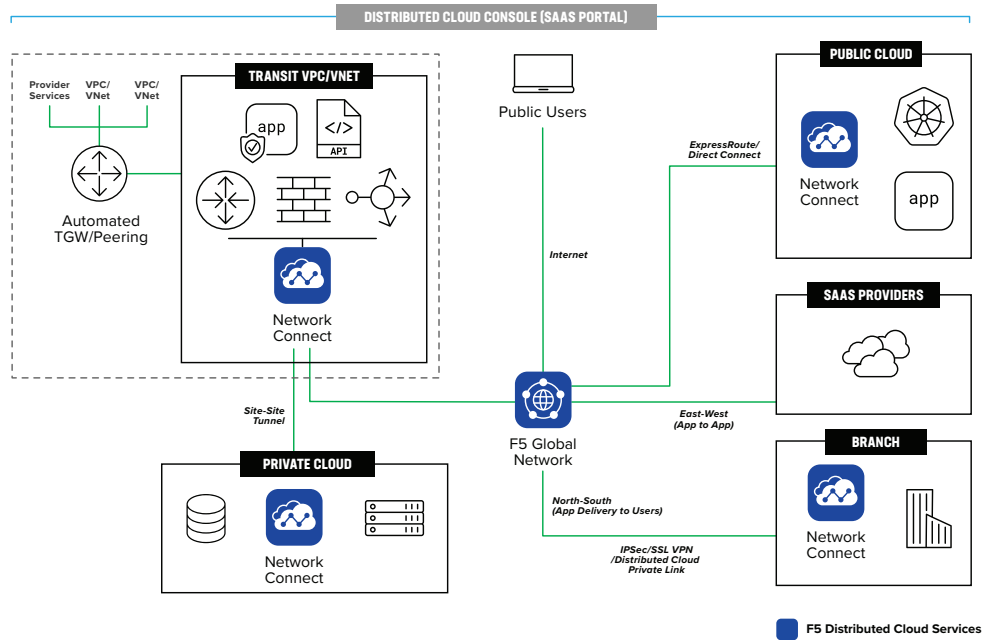 DISTRIBUTED CLOUD CONSOLE (SAAS PORTAL)
TRANSIT VPC/VNET
Provider
Services
VPC/
VNet
VPC/
VNet
app
</>
API
Automated
TGW/Peering
Network
Connect
Site-Site
Tunnel
PRIVATE CLOUD
Network
Connect
Public Users
Internet
F5 Global
Network
ExpressRoute/
Direct Connect
East-West
(App to App)
North-South
(App Delivery to Users)
IPSec/SSL VPN
/Distributed Cloud
Private Link
PUBLIC CLOUD
Network
Connect
app
SAAS PROVIDERS
BRANCH
Network
Connect
F5 Distributed Cloud Services